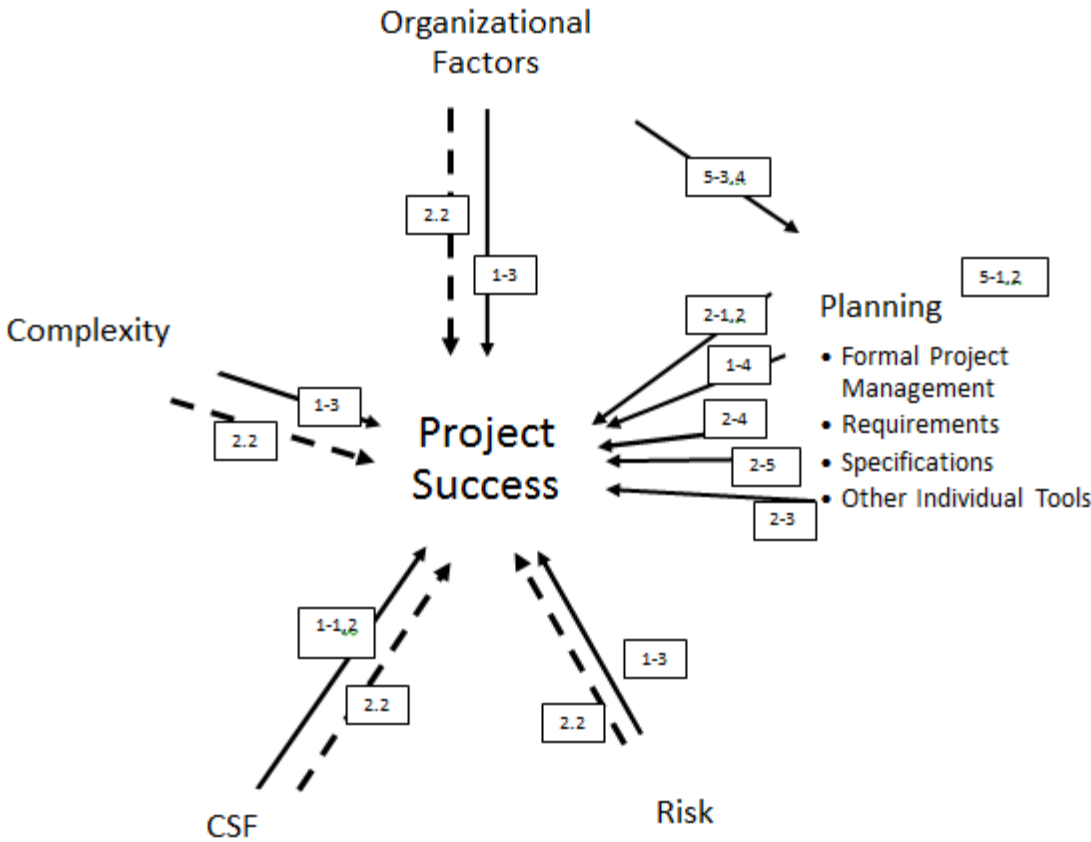 Organizational
Factors
5-3,4
2.2
1-3
5-1,2
Planning
2-1,2
Complexity
• Formal Project
Management
1-4
1-3
2.2
Project
Success
2-4
• Requirements
2-5
• Specifications
• Other Individual Tools
2-3
1-1,2
1-3
2.2
2.2
Risk
CSF